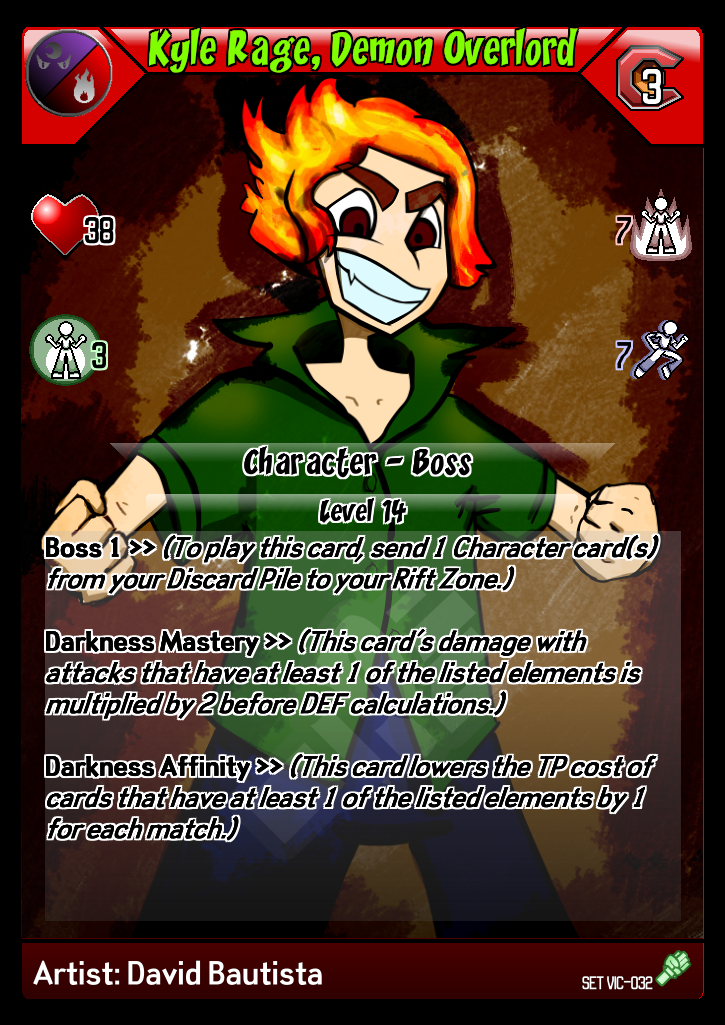 Kyle Rage, Demon Overlord
3
38
7
3
7
Character - Boss
Level 14
Boss 1 >> (To play this card, send 1 Character card(s)
from your Discard Pile to your Rift Zone.)
Darkness Mastery >> (This card's damage with
attacks that have at least 1 of the listed elements is
multiplied by 2 before DEF calculations.)
Darkness Affinity >> (This card lowers the TP cost of
cards that have at least 1 of the listed elements by 1
for each match.)
Artist: David Bautista
SET VIC-032